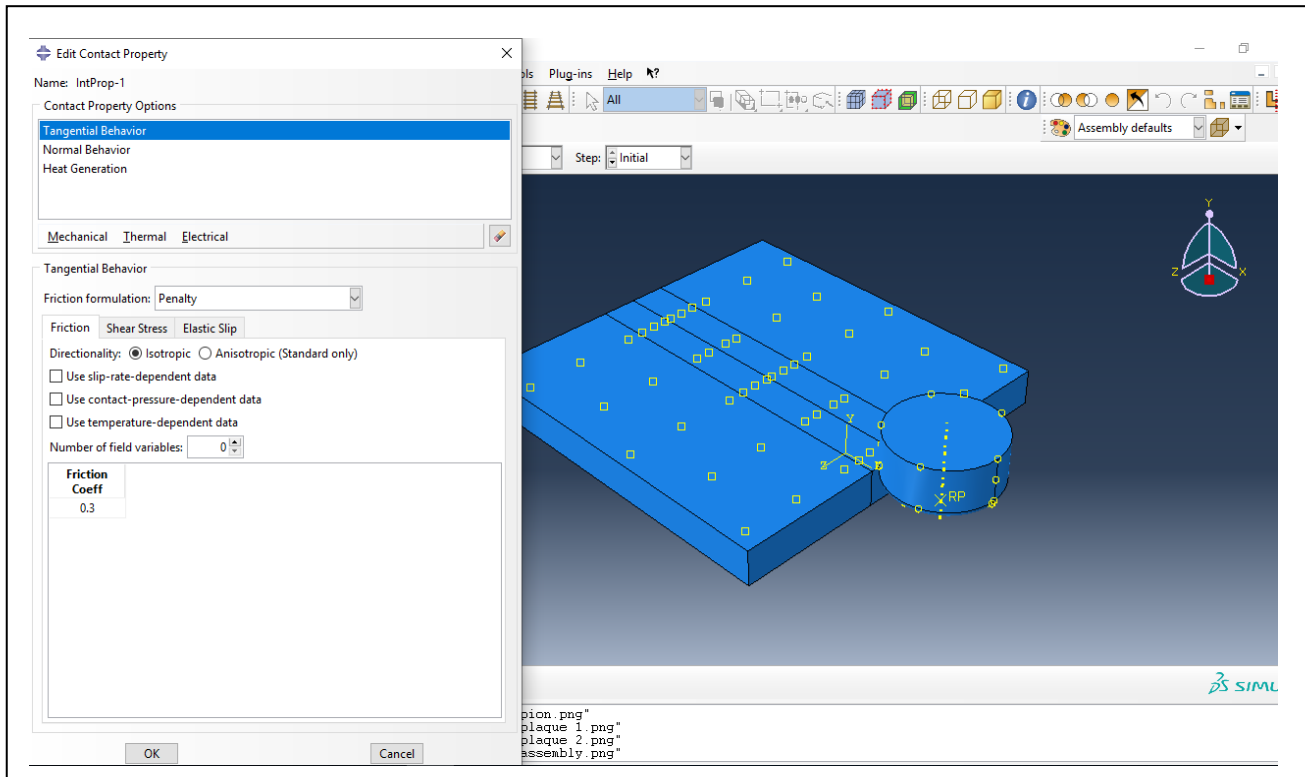 Edit Contact Property
Name: IntProp-1
Contact Property Options
Tangential Behavior
Normal Behavior
Heat Generation
Mechanical Thermal Electrical
Tangential Behavior
Friction formulation: Penalty
Friction Shear Stress Elastic Slip
Directionality: Isotropic Anisotropic (Standard only)
Use slip-rate-dependent data
Use contact-pressure-dependent data
Use temperature-dependent data
Number of field variables: 0
Friction
Coeff
0.3
OK Cancel
ols Plug-ins Help
All
Assembly defaults
Step: Initial
Y
Z X
Y
Z
RP
SIMU
pion.png"
plaque 1.png"
plaque 2.png"
assembly.png"